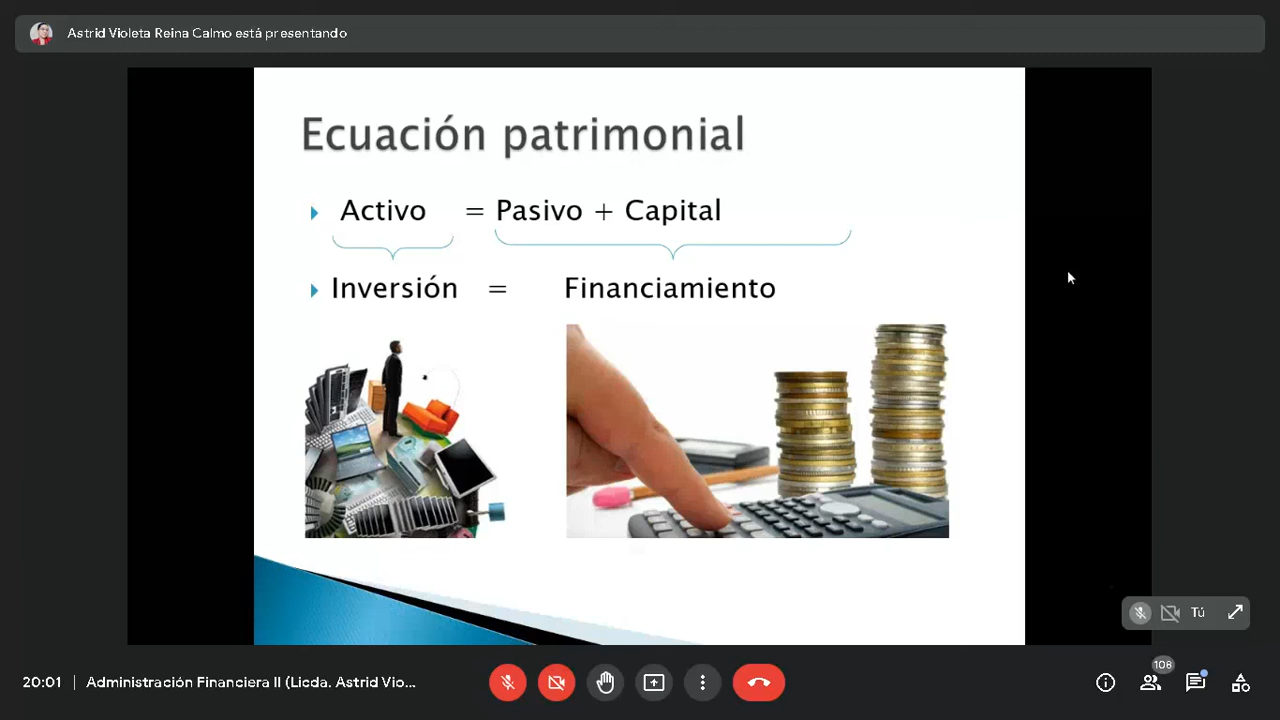 Astrid Violeta Reina Calmo está presentando
Ecuación patrimonial
Activo = Pasivo + Capital
Inversión = Financiamiento
Tú
108
20:01 | Administración Financiera II (Licda. Astrid Vio...